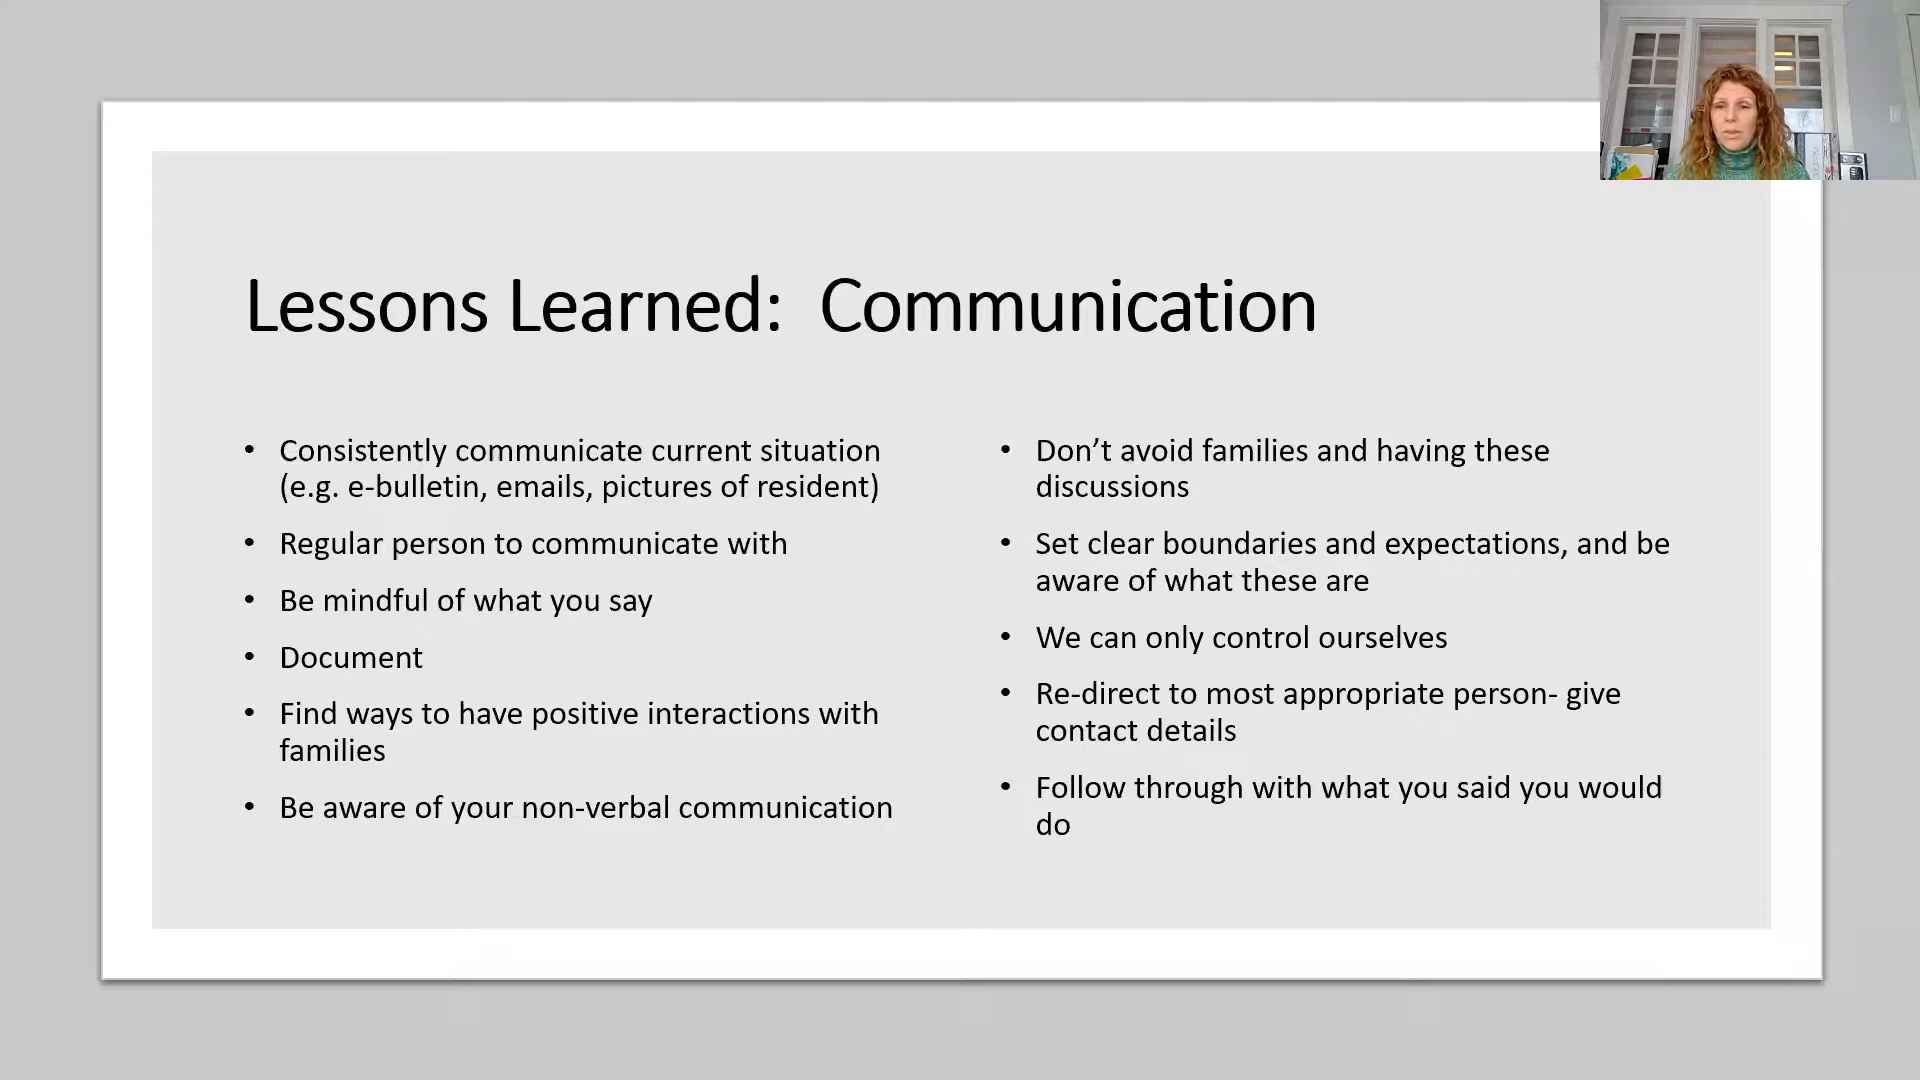 Lessons Learned:  Communication
• Consistently communicate current situation
(e.g. e-bulletin, emails, pictures of resident)
• Regular person to communicate with
• Be mindful of what you say
• Document
• Find ways to have positive interactions with
families
• Be aware of your non-verbal communication
• Don’t avoid families and having these
discussions
• Set clear boundaries and expectations, and be
aware of what these are
• We can only control ourselves
• Re-direct to most appropriate person- give
contact details
• Follow through with what you said you would
do